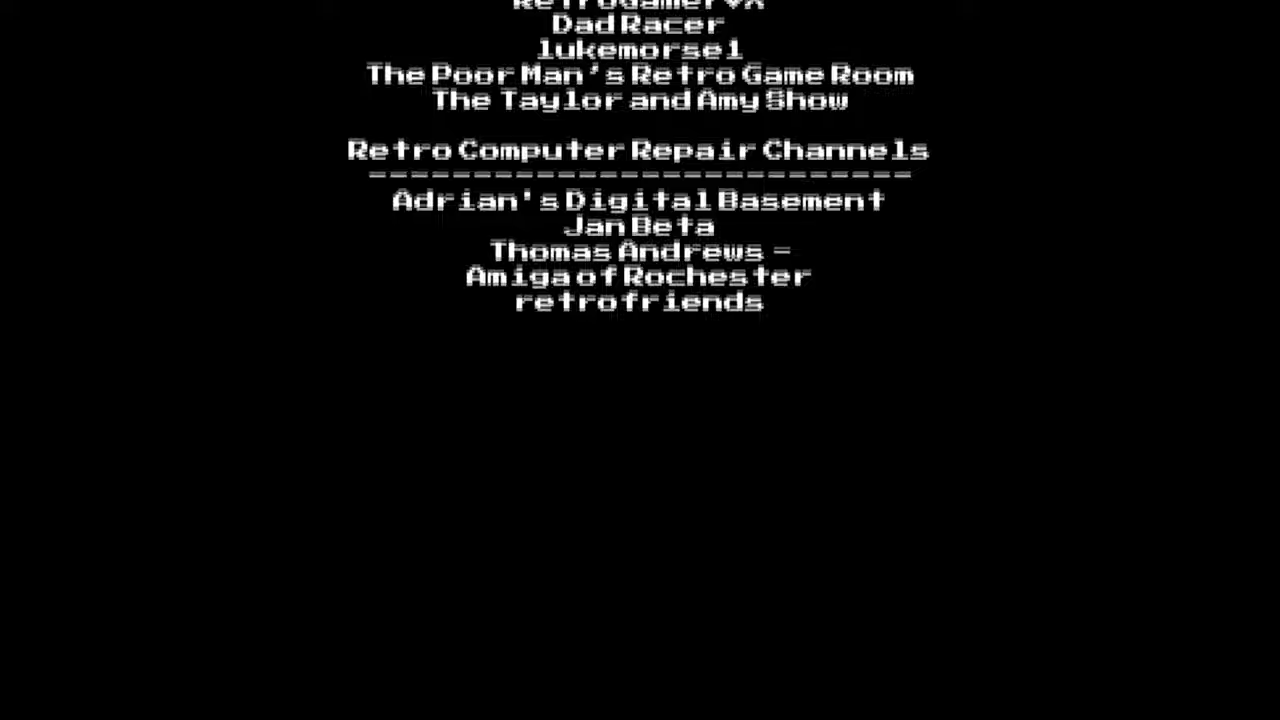 Dad Racer
lukemorse1
The Poor Man's Retro Game Room
The Taylor and Amy Show
Retro Computer Repair Channels
--------------------------
Adrian's Digital Basement
Jan Beta
Thomas Andrews -
Amiga of Rochester
retrofriends